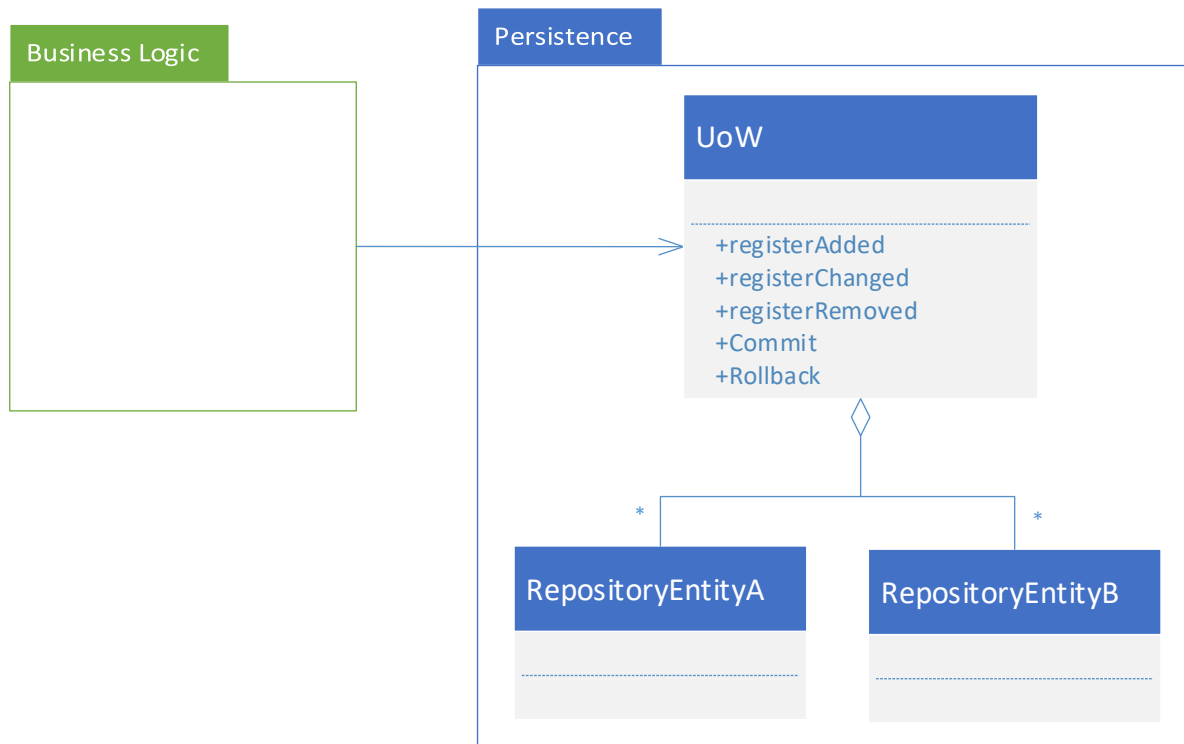 Business Logic
Persistence
UoW
+registerAdded
+registerChanged
+registerRemoved
+Commit
+Rollback
*
*
RepositoryEntityA
RepositoryEntityB